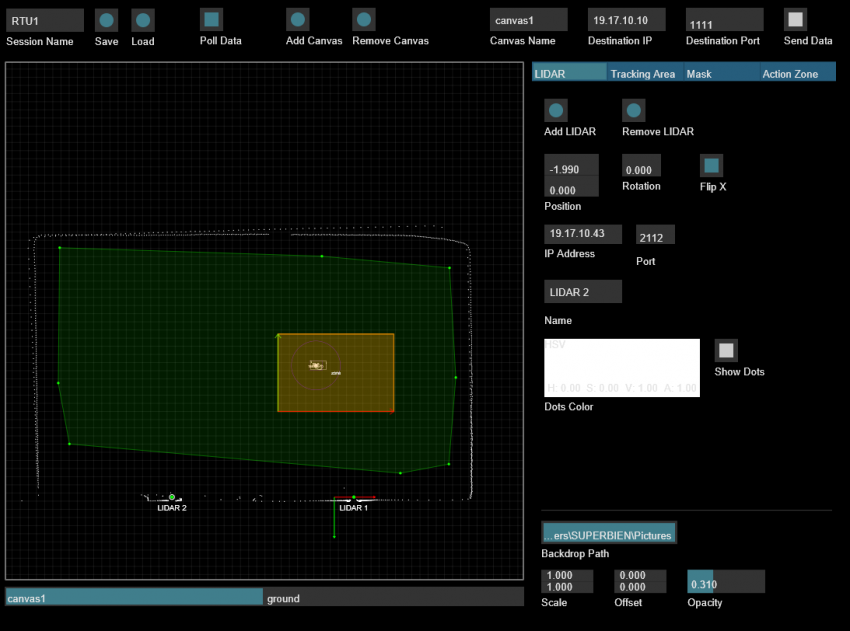 RTU1
Session Name
Save
Load
Poll Data
Add Canvas
Remove Canvas
canvas1
Canvas Name
19.17.10.10
Destination IP
1111
Destination Port
Send Data
LIDAR
Tracking Area
Mask
Action Zone
Add LIDAR
Remove LIDAR
-1.990
0.000
Position
0.000
Rotation
Flip X
19.17.10.43
IP Address
2112
Port
LIDAR 2
Name
HSV
H: 0.00 S: 0.00 V: 1.00 A: 1.00
Dots Color
Show Dots
LIDAR 2
LIDAR 1
...ers\SUPERBIEN\Pictures
Backdrop Path
1.000
1.000
Scale
0.000
0.000
Offset
0.310
Opacity
canvas1
ground